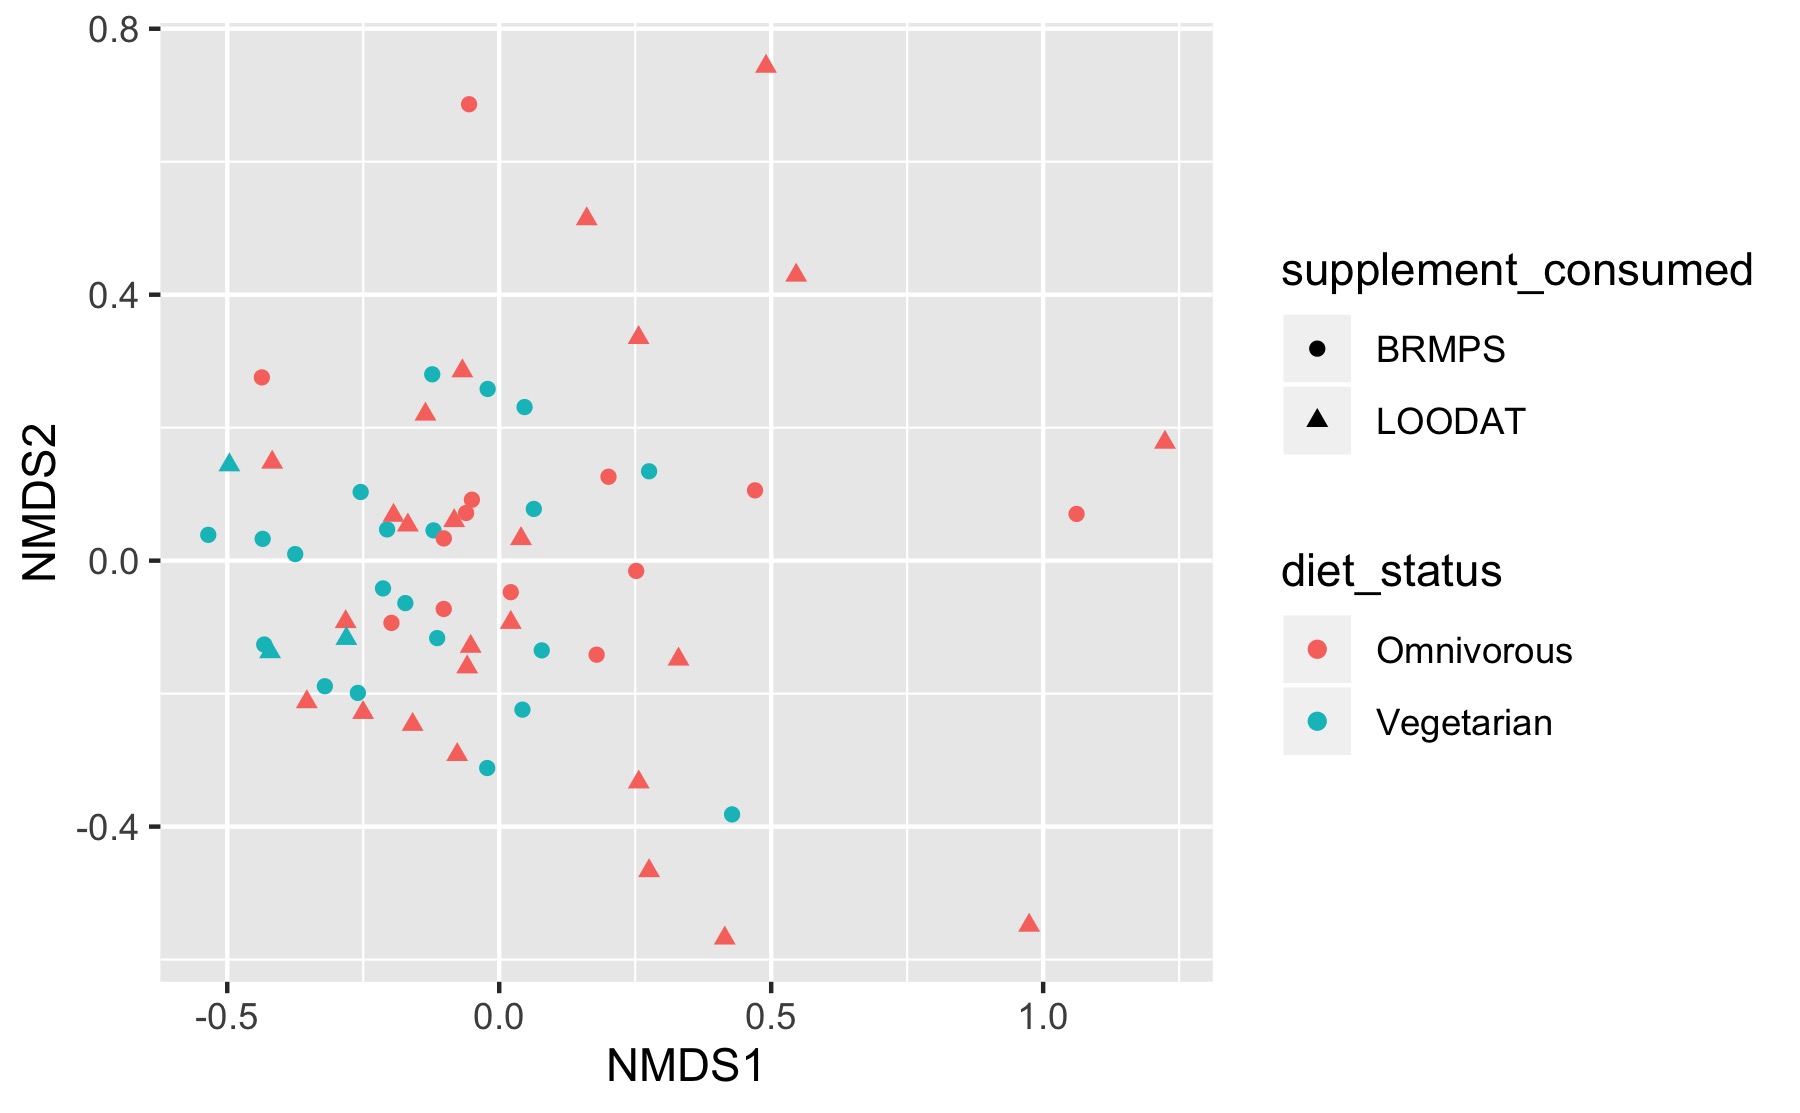 0.8
0.4
0.0
-0.4
NMDS2
-0.5
0.0
0.5
1.0
NMDS1
supplement_consumed
BRMPS
LOODAT
diet_status
Omnivorous
Vegetarian